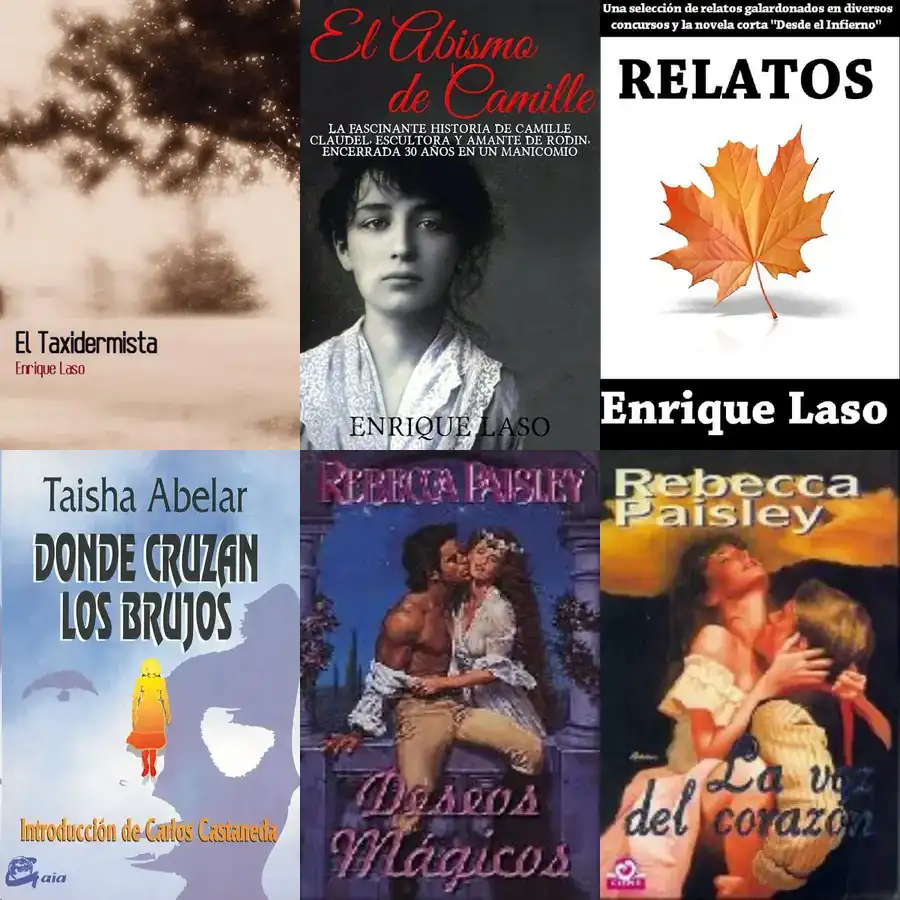 El Taxidermista
Enrique Laso
El Abismo
de Camille
LA FASCINANTE HISTORIA DE CAMILLE
CLAUDEL, ESCULTORA Y AMANTE DE RODIN,
ENCERRADA 30 AÑOS EN UN MANICOMIO
ENRIQUE LASO
Una selección de relatos galardonados en diversos
concursos y la novela corta "Desde el Infierno"
RELATOS
Enrique Laso
Taisha Abelar
DONDE CRUZAN
LOS BRUJOS
Introducción de Carlos Castaneda
Gaia
REBECCA PAISLEY
Deseos
Mágicos
Rebecca
Paisley
La voz
del corazón